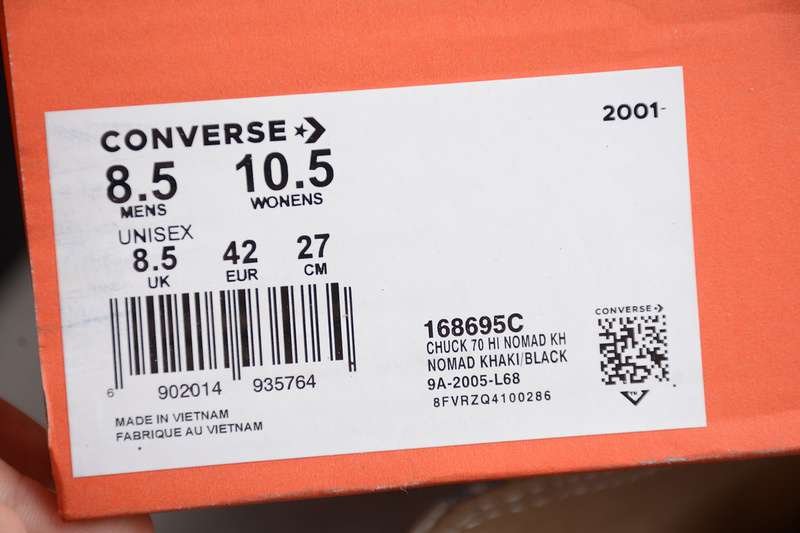 2001-
CONVERSE
8.5 10.5
MENS WONENS
UNISEX
8.5 42 27
UK EUR CM
6 902014 935764
MADE IN VIETNAM
FABRIQUE AU VIETNAM
168695C
CHUCK 70 HI NOMAD KH
NOMAD KHAKI/BLACK
9A-2005-L68
8FVRZQ4100286
CONVERSE